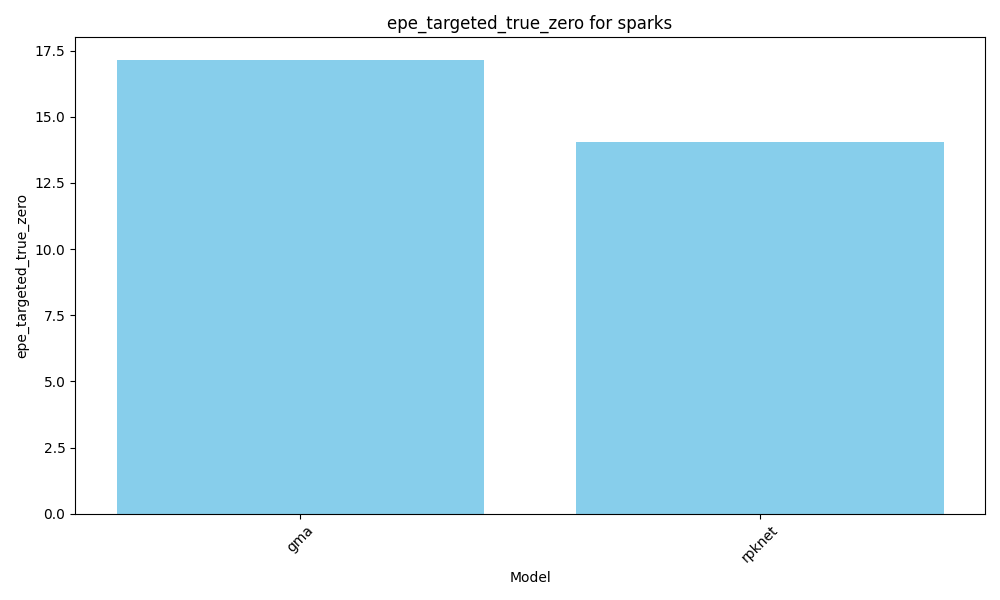 epe_targeted_true_zero for sparks
epe_targeted_true_zero
17.5
15.0
12.5
10.0
7.5
5.0
2.5
0.0
gma
rpknet
Model